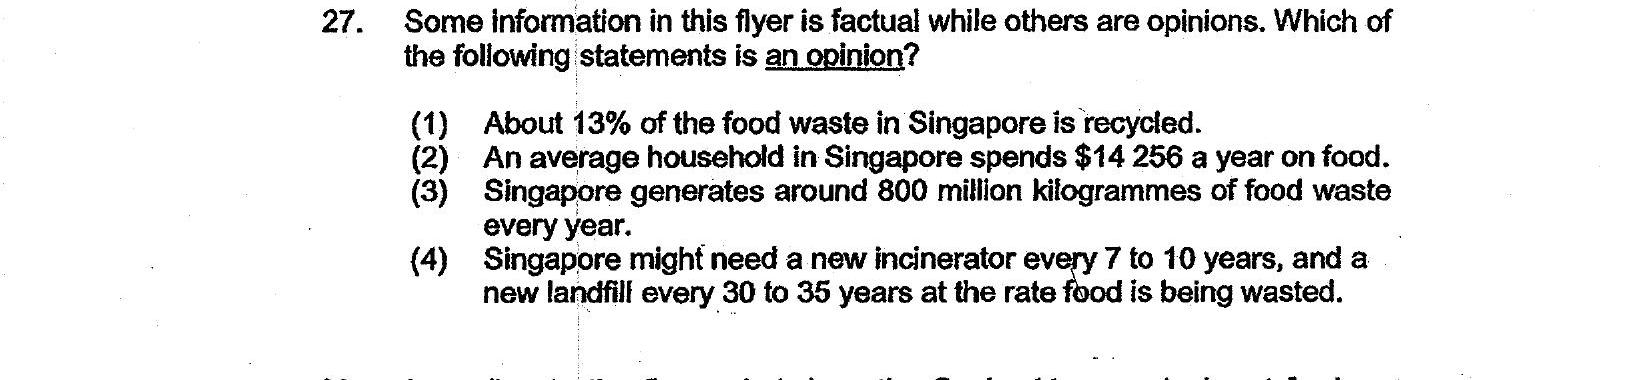 27. Some information in this flyer is factual while others are opinions. Which of
the following statements is an opinion?
(1) About 13% of the food waste in Singapore is recycled.
(2) An average household in Singapore spends $14 256 a year on food.
(3) Singapore generates around 800 million kilogrammes of food waste
every year.
(4) Singapore might need a new incinerator every 7 to 10 years, and a
new landfill every 30 to 35 years at the rate food is being wasted.